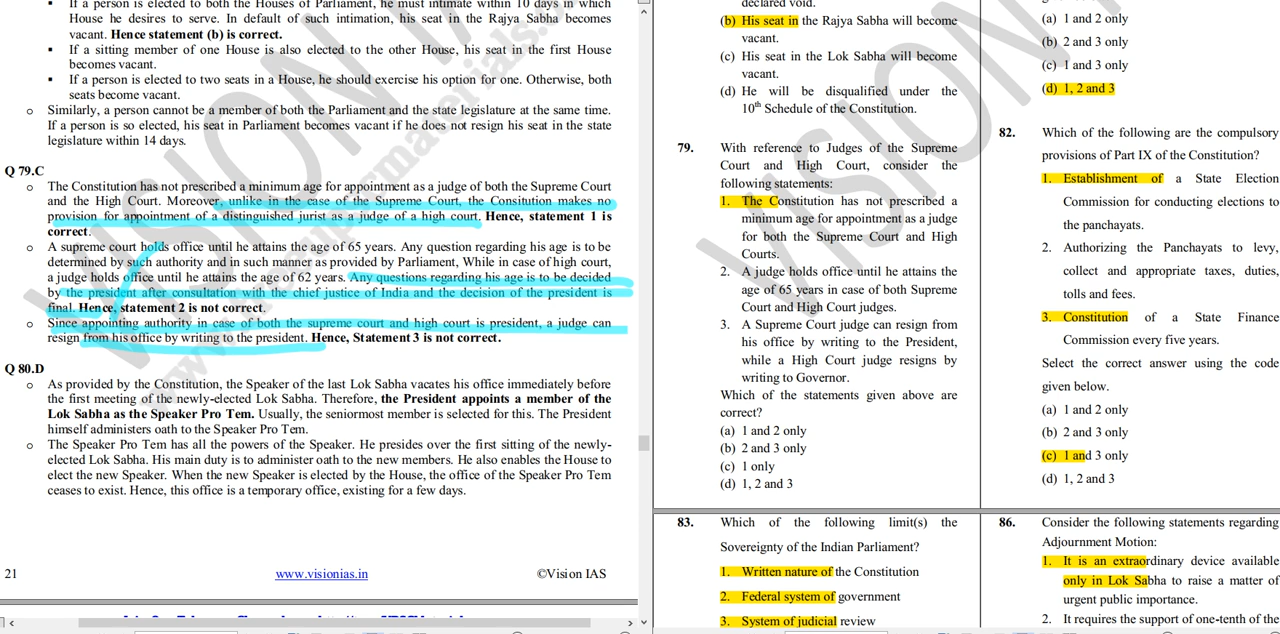 If a person is elected to both the Houses of Parliament, he must intimate within 10 days in which
▪ House he desires to serve. In default of such intimation, his seat in the Rajya Sabha becomes
vacant. Hence statement (b) is correct.
▪ If a sitting member of one House is also elected to the other House, his seat in the first House
becomes vacant.
▪ If a person is elected to two seats in a House, he should exercise his option for one. Otherwise, both
seats become vacant.
o Similarly, a person cannot be a member of both the Parliament and the state legislature at the same time.
If a person is so elected, his seat in Parliament becomes vacant if he does not resign his seat in the state
legislature within 14 days.
Q 79.C
o The Constitution has not prescribed a minimum age for appointment as a judge of both the Supreme Court
and the High Court. Moreover, unlike in the case of the Supreme Court, the Consitution makes no
provision for appointment of a distinguished jurist as a judge of a high court. Hence, statement 1 is
correct.
o A supreme court holds office until he attains the age of 65 years. Any question regarding his age is to be
determined by such authority and in such manner as provided by Parliament, While in case of high court,
a judge holds office until he attains the age of 62 years. Any questions regarding his age is to be decided
by the president after consultation with the chief justice of India and the decision of the president is
final. Hence, statement 2 is not correct.
o Since appointing authority in case of both the supreme court and high court is president, a judge can
resign from his office by writing to the president. Hence, Statement 3 is not correct.
Q 80.D
o As provided by the Constitution, the Speaker of the last Lok Sabha vacates his office immediately before
the first meeting of the newly-elected Lok Sabha. Therefore, the President appoints a member of the
Lok Sabha as the Speaker Pro Tem. Usually, the seniormost member is selected for this. The President
himself administers oath to the Speaker Pro Tem.
o The Speaker Pro Tem has all the powers of the Speaker. He presides over the first sitting of the newly-
elected Lok Sabha. His main duty is to administer oath to the new members. He also enables the House to
elect the new Speaker. When the new Speaker is elected by the House, the office of the Speaker Pro Tem
ceases to exist. Hence, this office is a temporary office, existing for a few days.
21 www.visionias.in ©Vision IAS
declared void.
(b) His seat in the Rajya Sabha will become
vacant.
(c) His seat in the Lok Sabha will become
vacant.
(d) He will be disqualified under the
10th Schedule of the Constitution.
79. With reference to Judges of the Supreme
Court and High Court, consider the
following statements:
1. The Constitution has not prescribed a
minimum age for appointment as a judge
for both the Supreme Court and High
Courts.
2. A judge holds office until he attains the
age of 65 years in case of both Supreme
Court and High Court judges.
3. A Supreme Court judge can resign from
his office by writing to the President,
while a High Court judge resigns by
writing to Governor.
Which of the statements given above are
correct?
(a) 1 and 2 only
(b) 2 and 3 only
(c) 1 only
(d) 1, 2 and 3
(a) 1 and 2 only
(b) 2 and 3 only
(c) 1 and 3 only
(d) 1, 2 and 3
82. Which of the following are the compulsory
provisions of Part IX of the Constitution?
1. Establishment of a State Election
Commission for conducting elections to
the panchayats.
2. Authorizing the Panchayats to levy,
collect and appropriate taxes, duties,
tolls and fees.
3. Constitution of a State Finance
Commission every five years.
Select the correct answer using the code
given below.
(a) 1 and 2 only
(b) 2 and 3 only
(c) 1 and 3 only
(d) 1, 2 and 3
83. Which of the following limit(s) the
Sovereignty of the Indian Parliament?
1. Written nature of the Constitution
2. Federal system of government
3. System of judicial review
86. Consider the following statements regarding
Adjournment Motion:
1. It is an extraordinary device available
only in Lok Sabha to raise a matter of
urgent public importance.
2. It requires the support of one-tenth of the